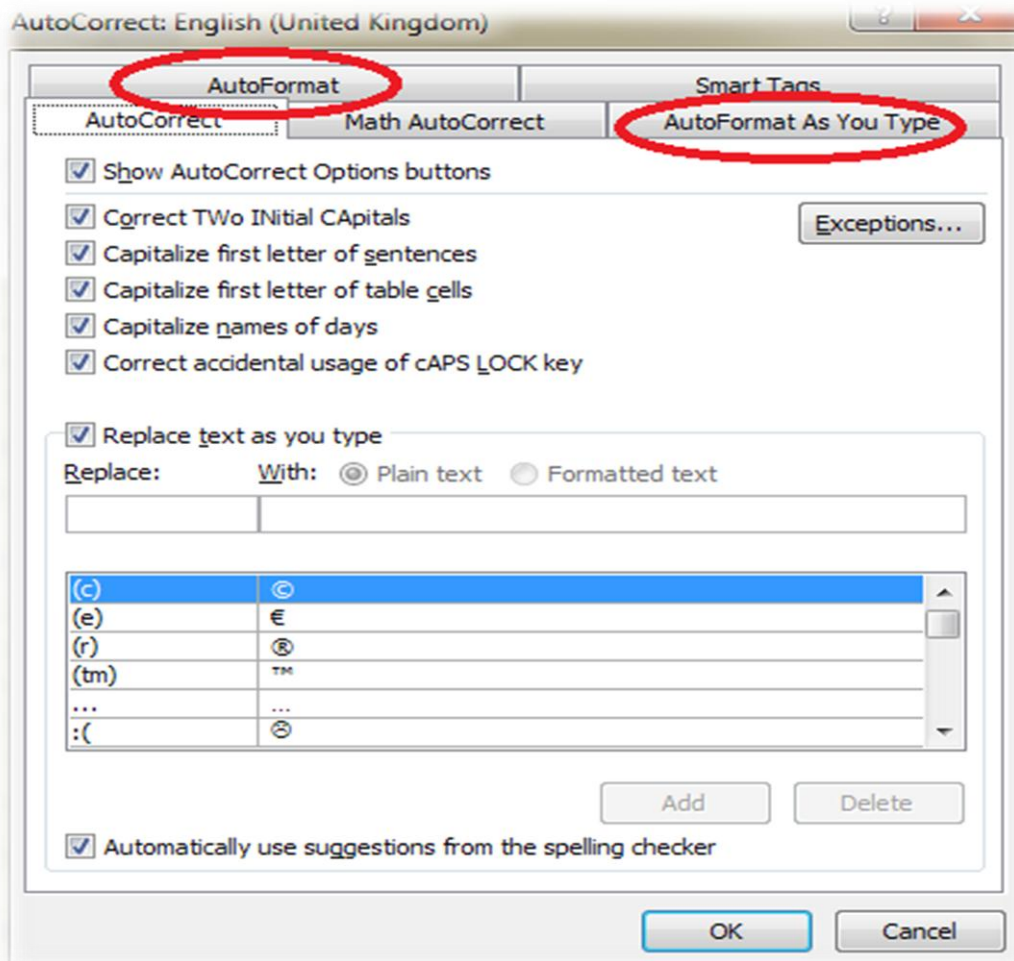 AutoCorrect: English (United Kingdom)
?
AutoFormat
Smart Tags
AutoCorrect
Math AutoCorrect
AutoFormat As You Type
Show AutoCorrect Options buttons
Correct TWo INitial CApitals
Exceptions...
Capitalize first letter of sentences
Capitalize first letter of table cells
Capitalize names of days
Correct accidental usage of cAPS LOCK key
Replace text as you type
Replace: With: Plain text Formatted text
(c) ©
(e) €
(r) ®
(tm) ™
... …
:( ☹
Add Delete
Automatically use suggestions from the spelling checker
OK Cancel